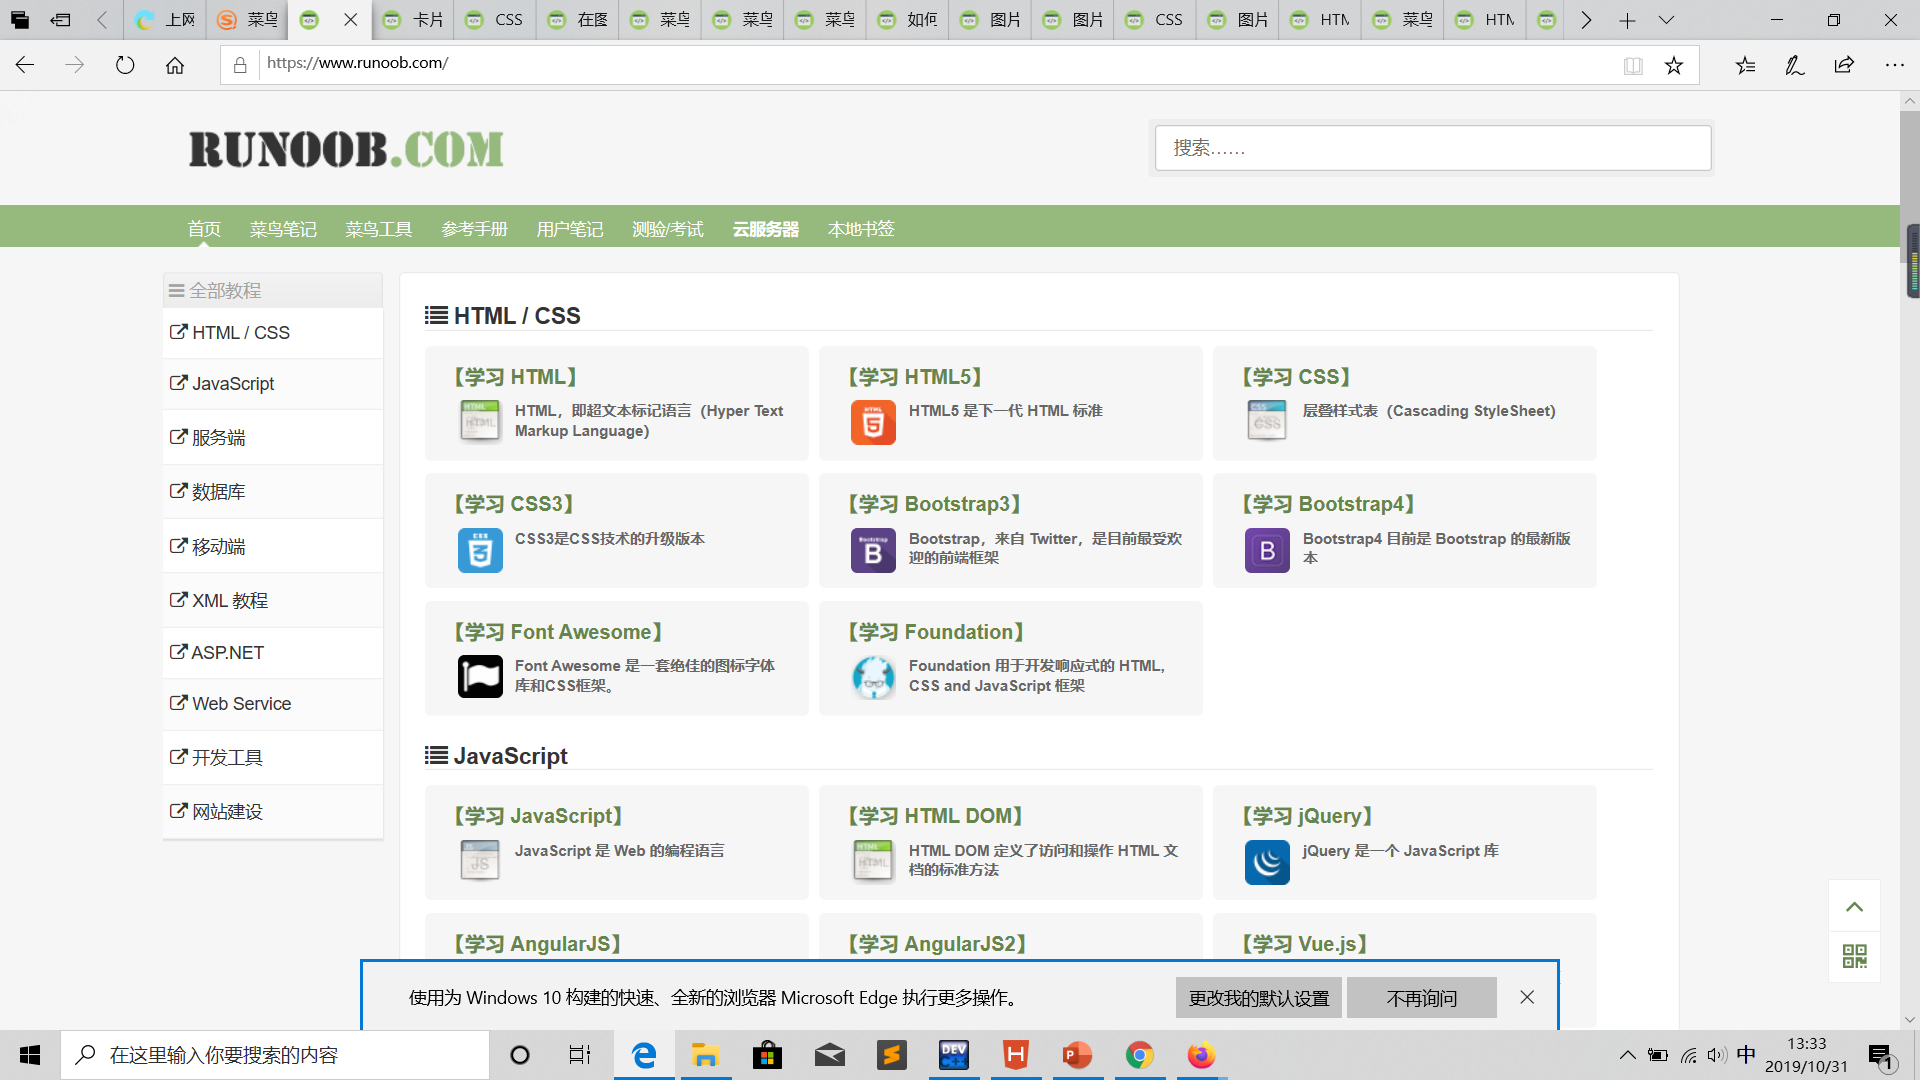 上网
菜鸟
卡片
CSS
在图
菜鸟
菜鸟
菜鸟
如何
图片
图片
CSS
图片
HTM
菜鸟
HTM
https://www.runoob.com/
RUNOOB.COM
搜索......
首页 菜鸟笔记 菜鸟工具 参考手册 用户笔记 测验/考试 云服务器 本地书签
全部教程
HTML / CSS
JavaScript
服务端
数据库
移动端
XML 教程
ASP.NET
Web Service
开发工具
网站建设
HTML / CSS
【学习 HTML】
HTML，即超文本标记语言（Hyper Text
Markup Language）
【学习 HTML5】
HTML5 是下一代 HTML 标准
【学习 CSS】
层叠样式表（Cascading StyleSheet）
【学习 CSS3】
CSS3是CSS技术的升级版本
【学习 Bootstrap3】
Bootstrap，来自 Twitter，是目前最受欢
迎的前端框架
【学习 Bootstrap4】
Bootstrap4 目前是 Bootstrap 的最新版
本
【学习 Font Awesome】
Font Awesome 是一套绝佳的图标字体
库和CSS框架。
【学习 Foundation】
Foundation 用于开发响应式的 HTML,
CSS and JavaScript 框架
JavaScript
【学习 JavaScript】
JavaScript 是 Web 的编程语言
【学习 HTML DOM】
HTML DOM 定义了访问和操作 HTML 文
档的标准方法
【学习 jQuery】
jQuery 是一个 JavaScript 库
【学习 AngularJS】
【学习 AngularJS2】
【学习 Vue.js】
使用为 Windows 10 构建的快速、全新的浏览器 Microsoft Edge 执行更多操作。
更改我的默认设置
不再询问
在这里输入你要搜索的内容
中
13:33
2019/10/31
1